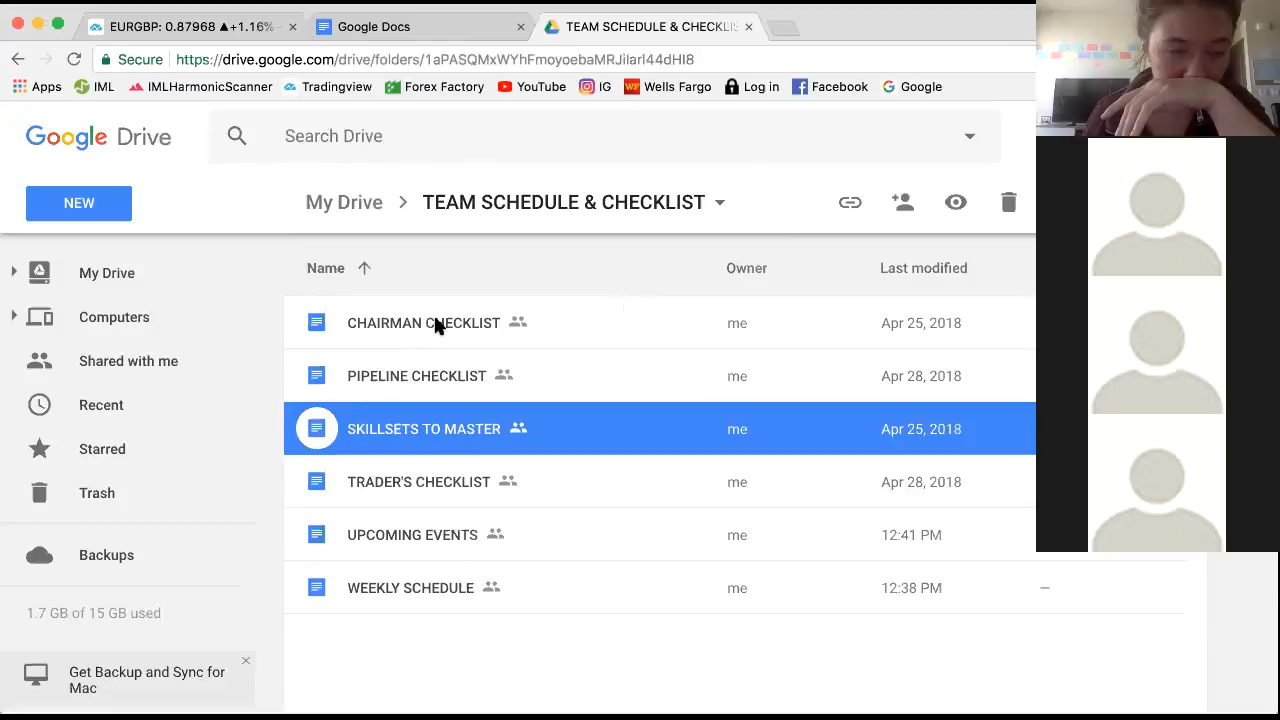 EURGBP: 0.87968 ▲+1.16%
Google Docs
TEAM SCHEDULE & CHECKLIS
Secure
https://drive.google.com/drive/folders/1aPASQMxWYhFmoyoebaMRJilarl44dHI8
Apps
IML
IMLHarmonicScanner
Tradingview
Forex Factory
YouTube
IG
Wells Fargo
Log in
Facebook
Google
Google Drive
Search Drive
NEW
My Drive > TEAM SCHEDULE & CHECKLIST
My Drive
Computers
Shared with me
Recent
Starred
Trash
Backups
1.7 GB of 15 GB used
Get Backup and Sync for
Mac
Name Owner Last modified
CHAIRMAN CHECKLIST me Apr 25, 2018
PIPELINE CHECKLIST me Apr 28, 2018
SKILLSETS TO MASTER me Apr 25, 2018
TRADER'S CHECKLIST me Apr 28, 2018
UPCOMING EVENTS me 12:41 PM
WEEKLY SCHEDULE me 12:38 PM –